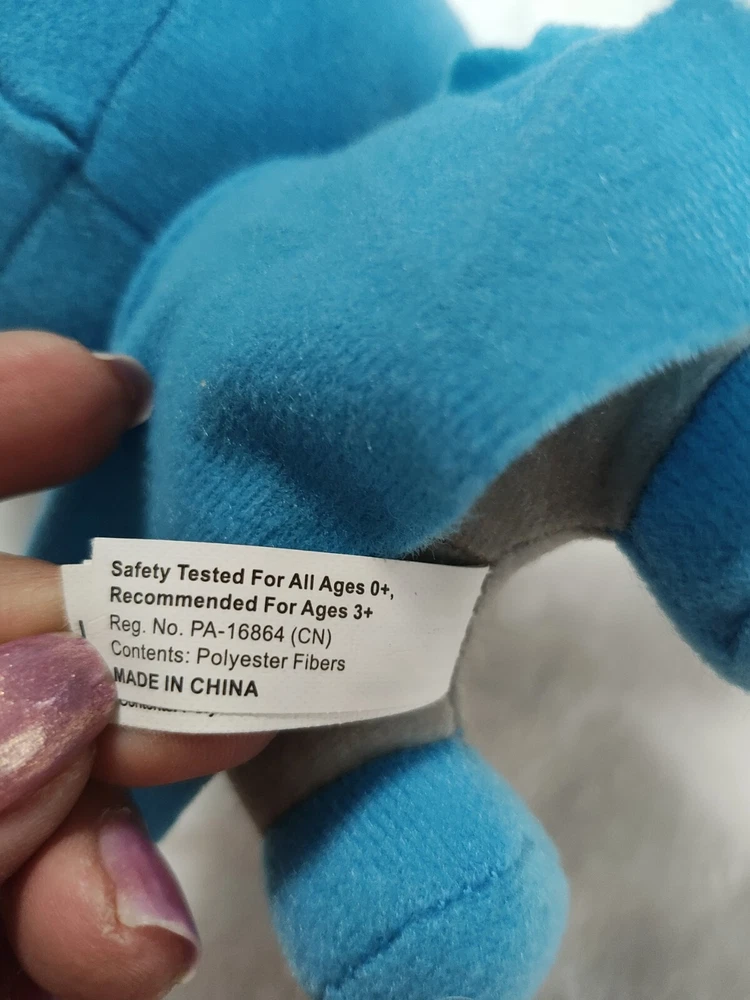 Safety Tested For All Ages 0+,
Recommended For Ages 3+
Reg. No. PA-16864 (CN)
Contents: Polyester Fibers
MADE IN CHINA